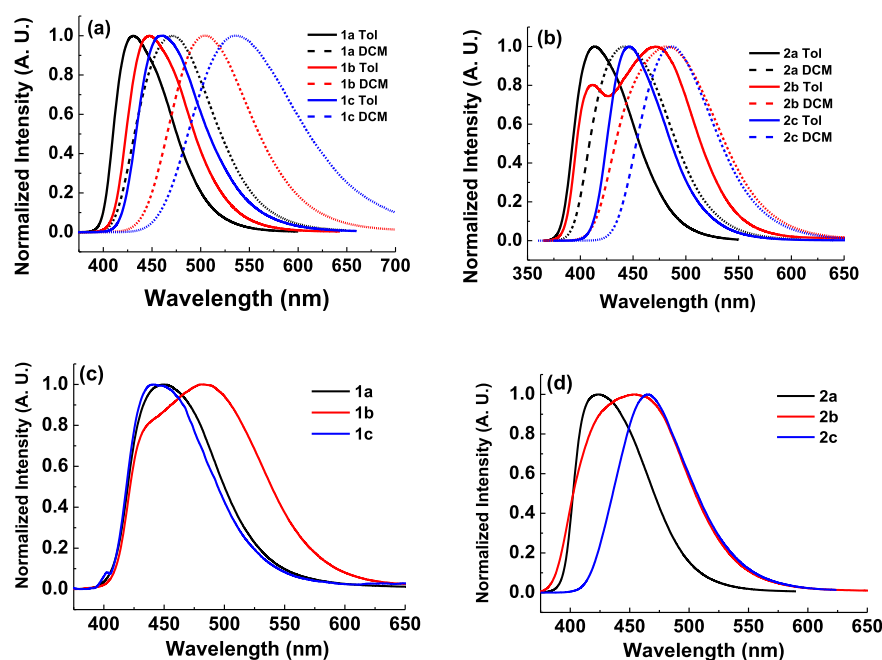 (a)
1a Tol
1a DCM
1b Tol
1b DCM
1c Tol
1c DCM
Normalized Intensity (A. U.)
1.0
0.8
0.6
0.4
0.2
0.0
400 450 500 550 600 650 700
Wavelength (nm)
(b)
2a Tol
2a DCM
2b Tol
2b DCM
2c Tol
2c DCM
Normalized Intensity (A. U.)
1.0
0.8
0.6
0.4
0.2
0.0
350 400 450 500 550 600 650
Wavelength (nm)
(c)
1a
1b
1c
Normalized Intensity (A. U.)
1.0
0.8
0.6
0.4
0.2
0.0
400 450 500 550 600 650
Wavelength (nm)
(d)
2a
2b
2c
Normalized Intensity (A. U.)
1.0
0.8
0.6
0.4
0.2
0.0
400 450 500 550 600 650
Wavelength (nm)